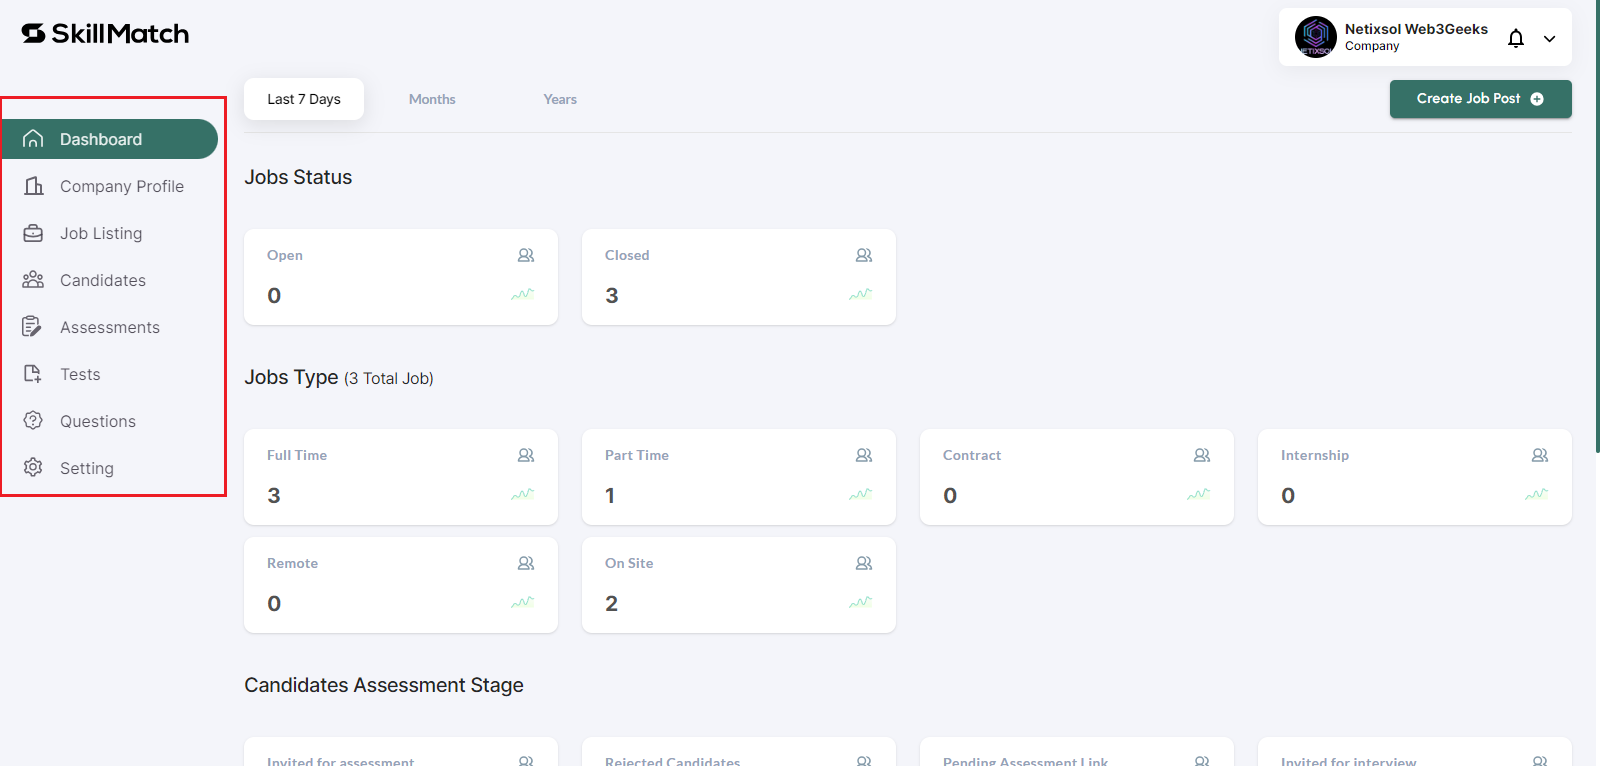 SkillMatch
Netixsol Web3Geeks
Company
Last 7 Days
Months
Years
Create Job Post
Dashboard
Company Profile
Job Listing
Candidates
Assessments
Tests
Questions
Setting
Jobs Status
Open
0
Closed
3
Jobs Type (3 Total Job)
Full Time
3
Part Time
1
Contract
0
Internship
0
Remote
0
On Site
2
Candidates Assessment Stage
Invited for assessment
Rejected Candidates
Pending Assessment Link
Invited for interview